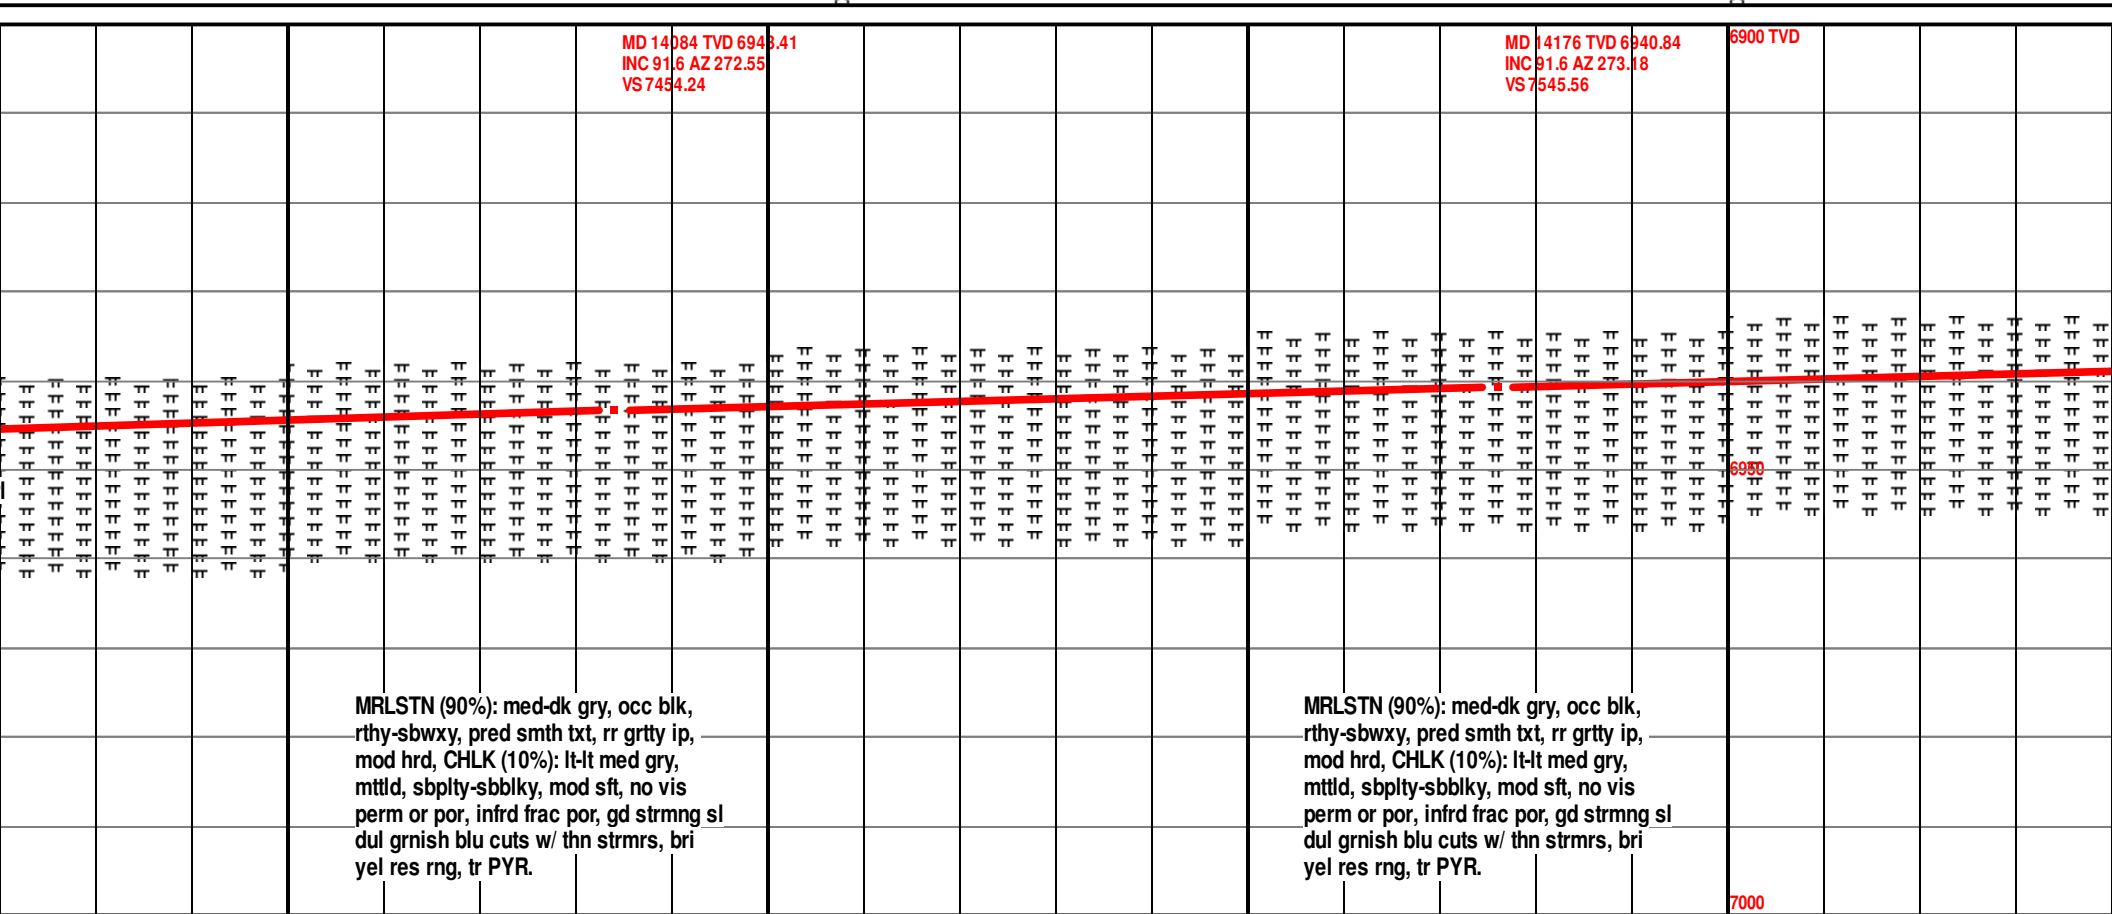 MD 14084 TVD 6943.41
INC 91.6 AZ 272.55
VS 7454.24
MD 14176 TVD 6940.84
INC 91.6 AZ 273.18
VS 7545.56
6900 TVD
6950
7000
MRLSTN (90%): med-dk gry, occ blk,
rthy-sbwxy, pred smth txt, rr grtty ip,
mod hrd, CHLK (10%): lt-lt med gry,
mttld, sbplty-sbblky, mod sft, no vis
perm or por, infrd frac por, gd strmng sl
dul grnish blu cuts w/ thn strmrs, bri
yel res rng, tr PYR.
MRLSTN (90%): med-dk gry, occ blk,
rthy-sbwxy, pred smth txt, rr grtty ip,
mod hrd, CHLK (10%): lt-lt med gry,
mttld, sbplty-sbblky, mod sft, no vis
perm or por, infrd frac por, gd strmng sl
dul grnish blu cuts w/ thn strmrs, bri
yel res rng, tr PYR.